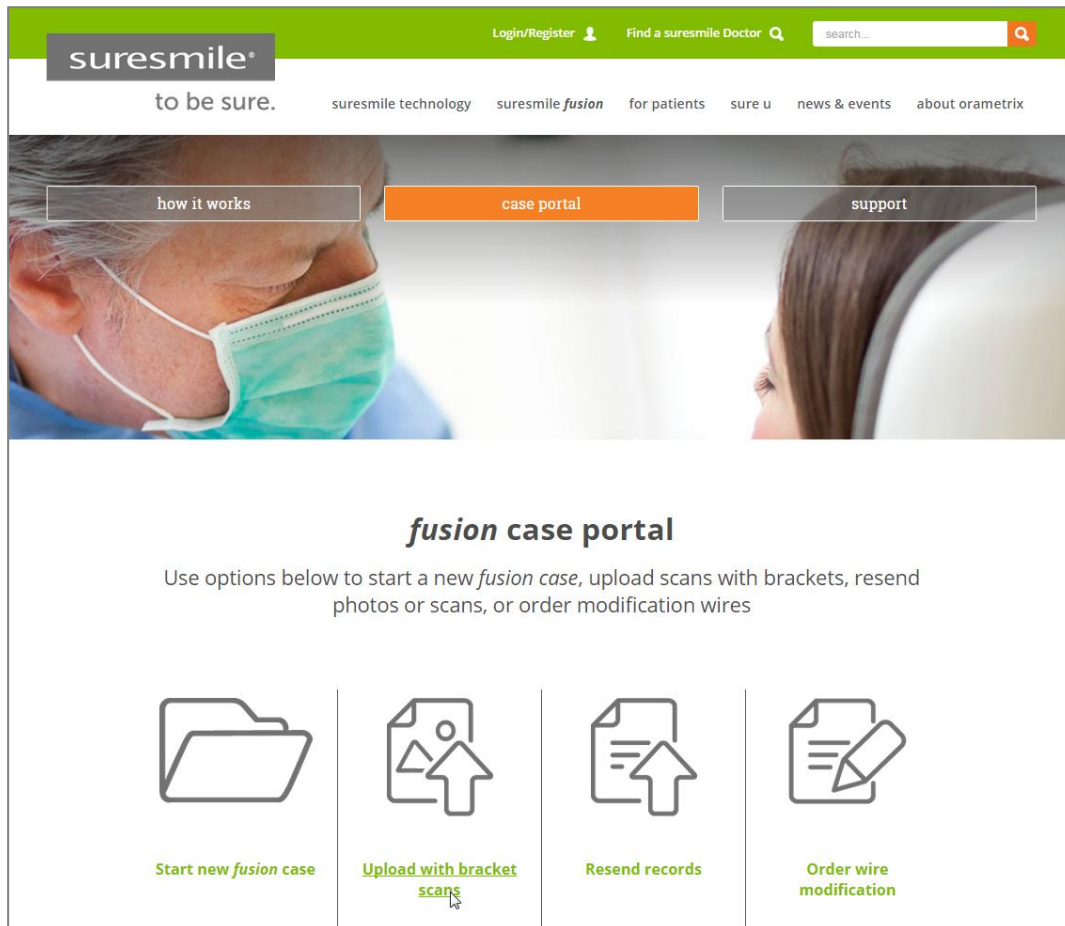 Login/Register Find a suresmile Doctor search...
suresmile®
to be sure.
suresmile technology suresmile fusion for patients sure u news & events about orametrix
how it works case portal support
fusion case portal
Use options below to start a new fusion case, upload scans with brackets, resend
photos or scans, or order modification wires
Start new fusion case
Upload with bracket
scans
Resend records
Order wire
modification